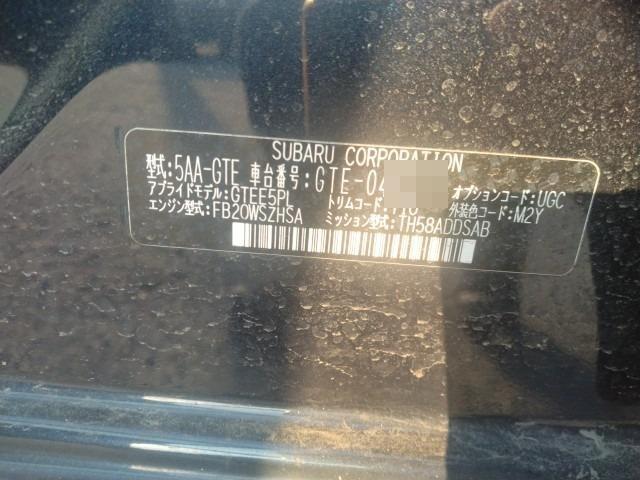 SUBARU CORPORATION
型式:5AA-GTE 車台番号:GTE-04
アプライドモデル:GTEE5PL トリムコード: オプションコード:UGC
エンジン型式:FB20WSZHSA ミッション型式:TH58ADDSAB 外装色コード:M2Y